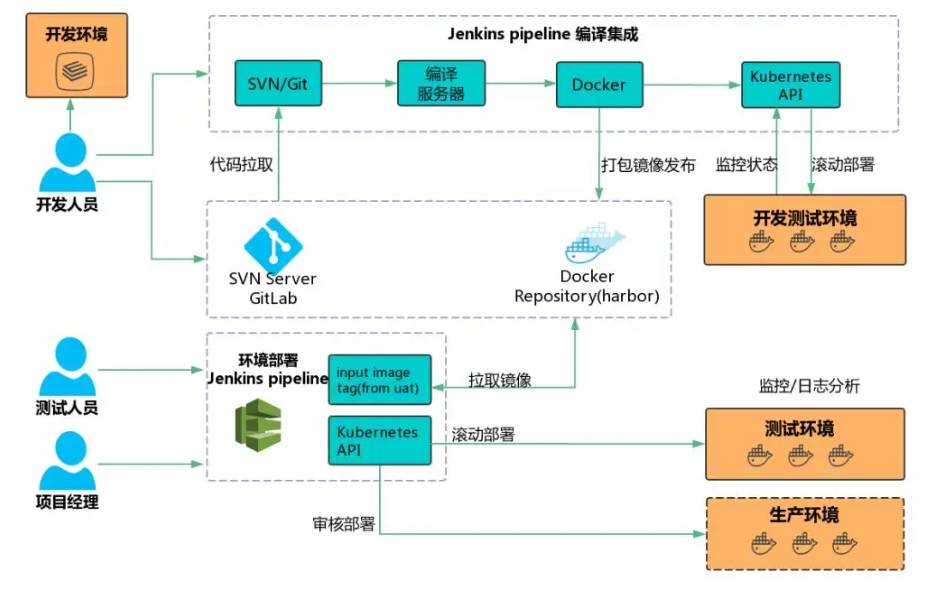 开发环境
Jenkins pipeline 编译集成
SVN/Git
编译
服务器
Docker
Kubernetes
API
开发人员
代码拉取
打包镜像发布
监控状态
滚动部署
开发测试环境
SVN Server
GitLab
Docker
Repository(harbor)
环境部署
Jenkins pipeline
input image
tag(from uat)
拉取镜像
测试人员
Kubernetes
API
滚动部署
监控/日志分析
测试环境
项目经理
审核部署
生产环境